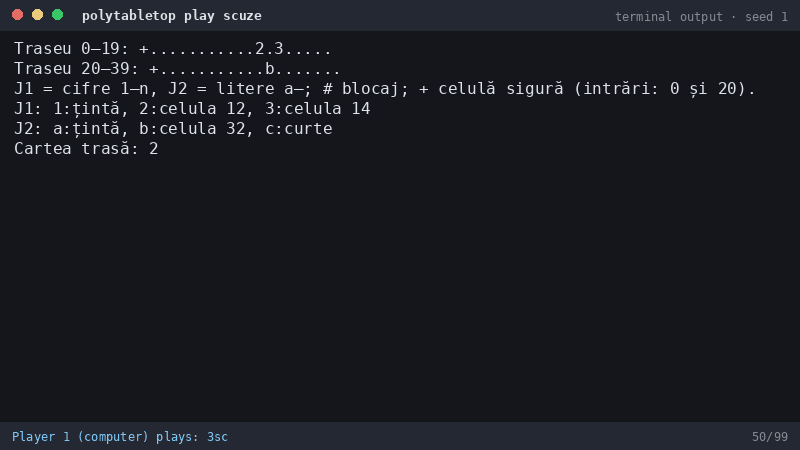 polytabletop play scuze
terminal output · seed 1
Traseu 0–19: +...........2.3.....
Traseu 20–39: +...........b.......
J1 = cifre 1–n, J2 = litere a–; # blocaj; + celulă sigură (intrări: 0 și 20).
J1: 1:țintă, 2:celula 12, 3:celula 14
J2: a:țintă, b:celula 32, c:curte
Cartea trasă: 2
Player 1 (computer) plays: 3sc
50/99